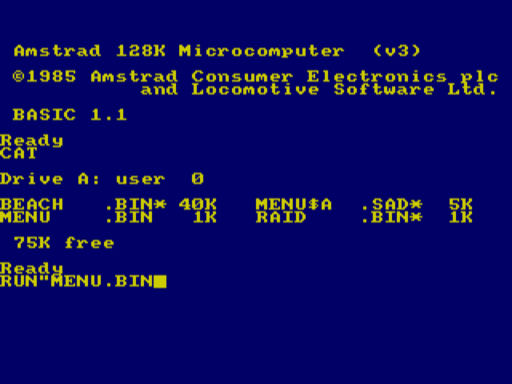 Amstrad 128K Microcomputer  (v3)
©1985 Amstrad Consumer Electronics plc
and Locomotive Software Ltd.
BASIC 1.1
Ready
CAT
Drive A: user  0
BEACH   .BIN* 40K   MENU$A  .SAD*  5K
MENU    .BIN   1K   RAID    .BIN*  1K
75K free
Ready
RUN"MENU.BIN